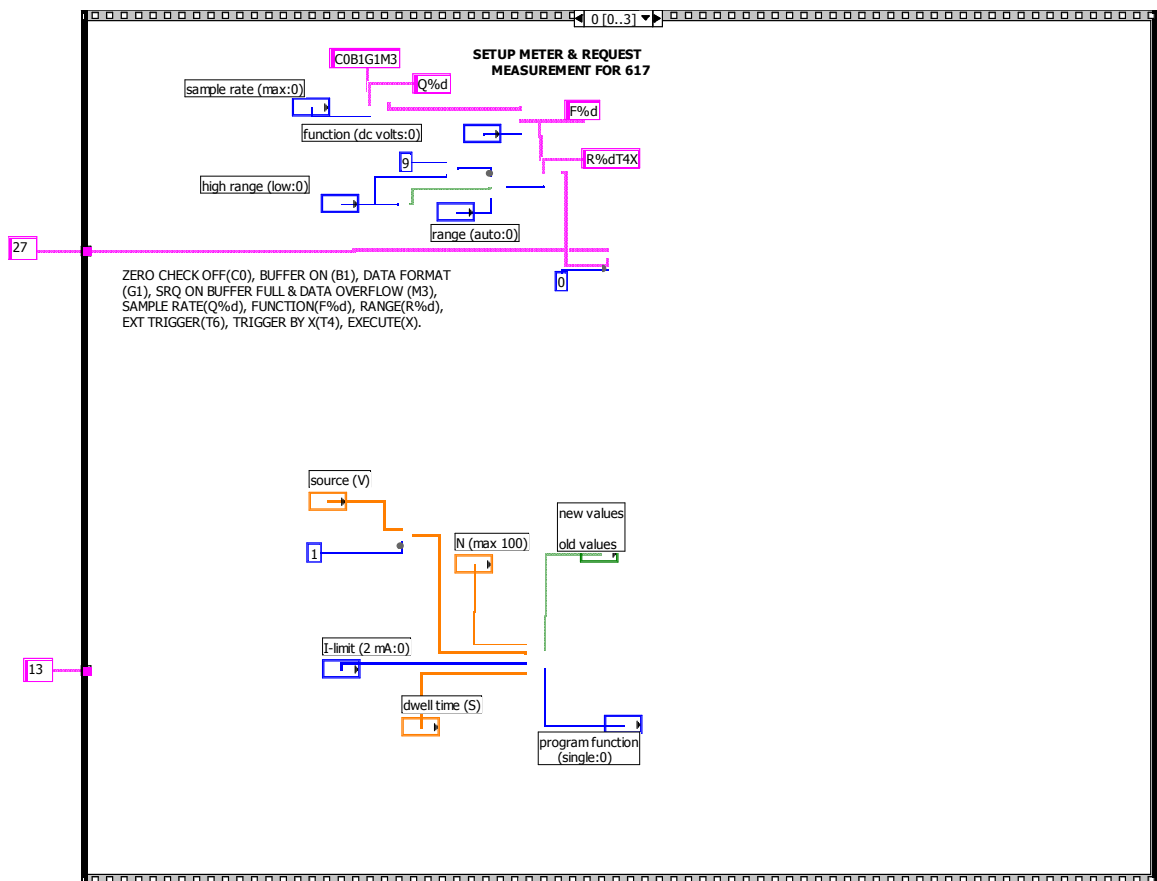 0 [0..3]
C0B1G1M3
SETUP METER & REQUEST
MEASUREMENT FOR 617
Q%d
sample rate (max:0)
F%d
function (dc volts:0)
9
R%dT4X
high range (low:0)
range (auto:0)
27
0
ZERO CHECK OFF(C0), BUFFER ON (B1), DATA FORMAT
(G1), SRQ ON BUFFER FULL & DATA OVERFLOW (M3),
SAMPLE RATE(Q%d), FUNCTION(F%d), RANGE(R%d),
EXT TRIGGER(T6), TRIGGER BY X(T4), EXECUTE(X).
source (V)
new values
old values
N (max 100)
1
I-limit (2 mA:0)
13
dwell time (S)
program function
(single:0)